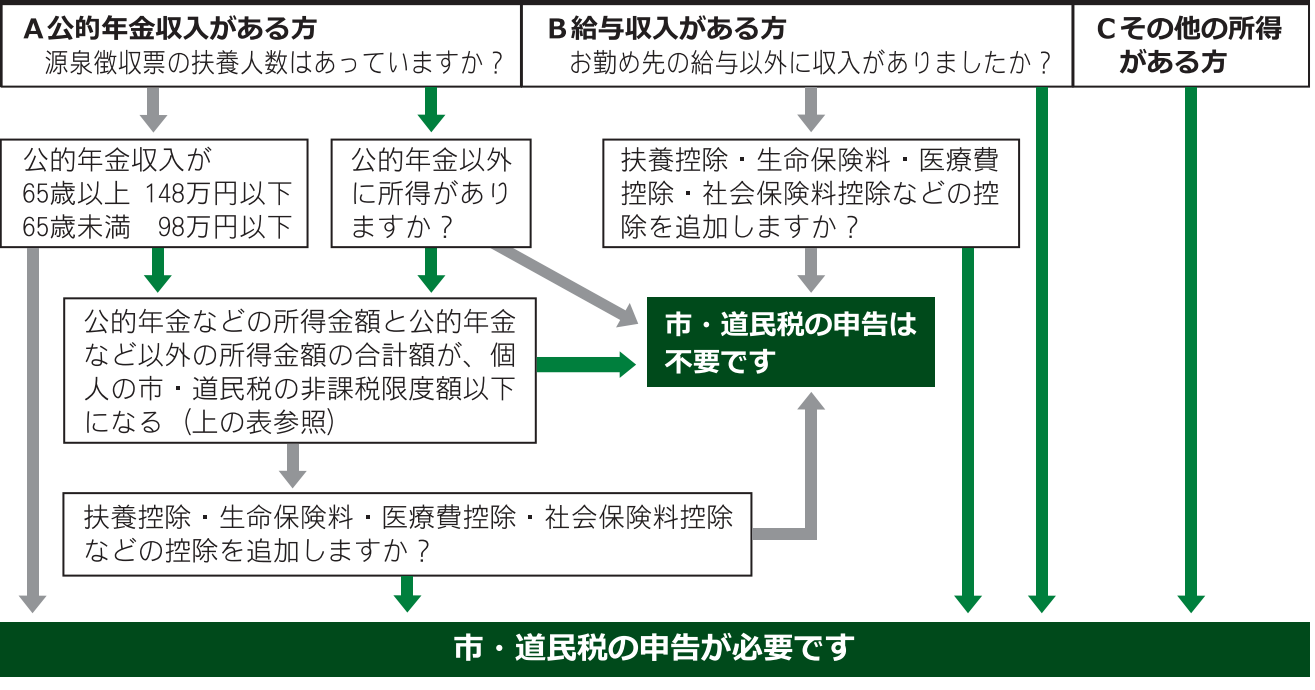 A公的年金収入がある方
源泉徴収票の扶養人数はあっていますか？
B給与収入がある方
お勤め先の給与以外に収入がありましたか？
Cその他の所得
がある方
公的年金収入が
65歳以上 148万円以下
65歳未満 98万円以下
公的年金以外
に所得があり
ますか？
扶養控除・生命保険料・医療費
控除・社会保険料控除などの控
除を追加しますか？
公的年金などの所得金額と公的年金
など以外の所得金額の合計額が、個
人の市・道民税の非課税限度額以下
になる（上の表参照）
市・道民税の申告は
不要です
扶養控除・生命保険料・医療費控除・社会保険料控除
などの控除を追加しますか？
市・道民税の申告が必要です